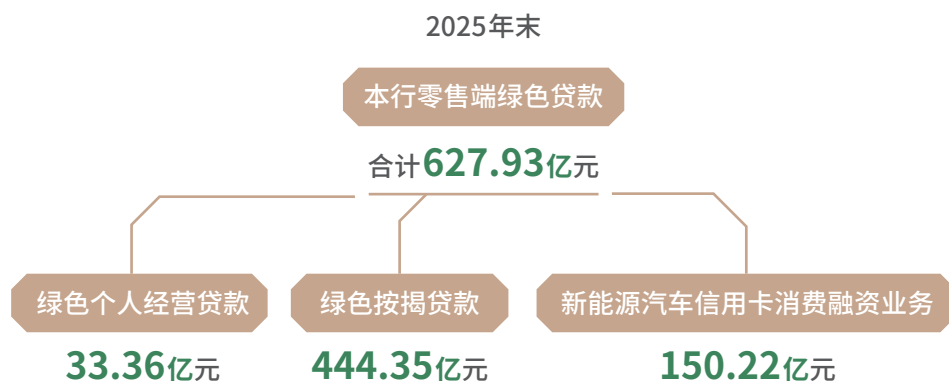 2025年末
本行零售端绿色贷款
合计627.93亿元
绿色个人经营贷款
绿色按揭贷款
新能源汽车信用卡消费融资业务
33.36亿元
444.35亿元
150.22亿元